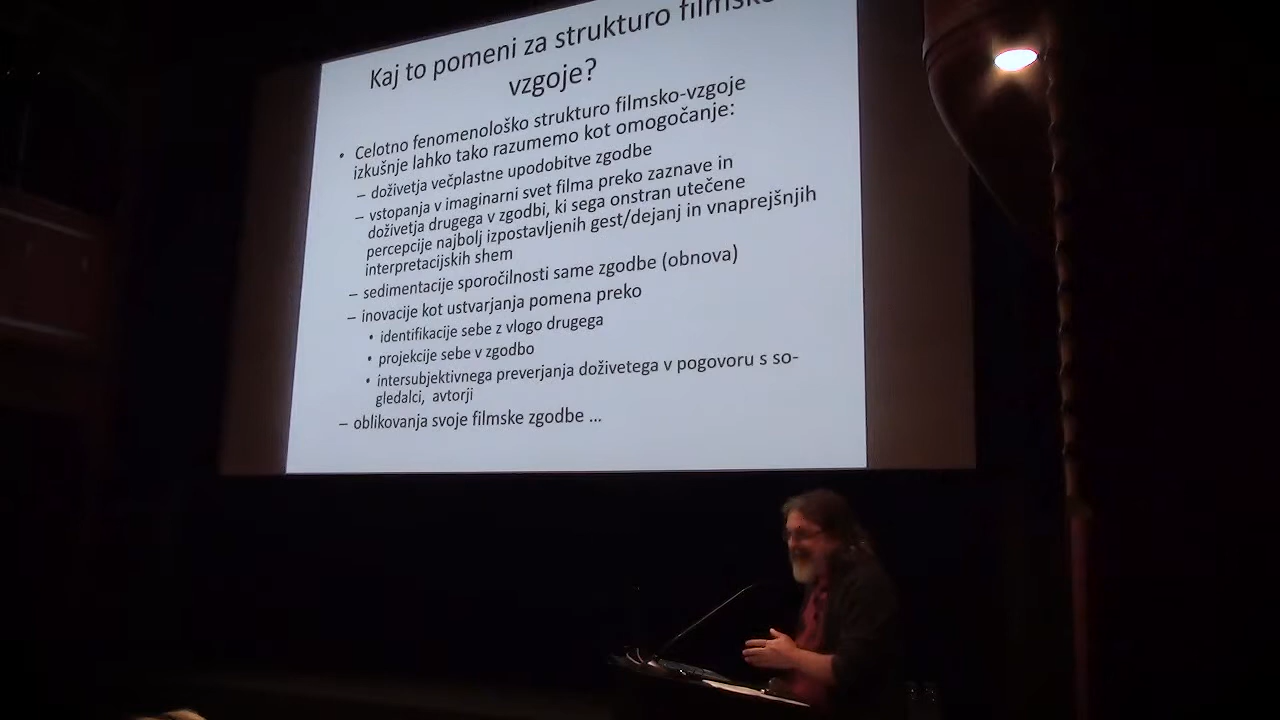 Kaj to pomeni za strukturo filmsko
vzgoje?
• Celotno fenomenološko strukturo filmsko-vzgoje
izkušnje lahko tako razumemo kot omogočanje:
– doživetja večplastne upodobitve zgodbe
– vstopanja v imaginarni svet filma preko zaznave in
doživetja drugega v zgodbi, ki sega onstran utečene
percepcije najbolj izpostavljenih gest/dejanj in vnaprejšnjih
interpretacijskih shem
– sedimentacije sporočilnosti same zgodbe (obnova)
– inovacije kot ustvarjanja pomena preko
• identifikacije sebe z vlogo drugega
• projekcije sebe v zgodbo
• intersubjektivnega preverjanja doživetega v pogovoru s so-
gledalci, avtorji
– oblikovanja svoje filmske zgodbe ...